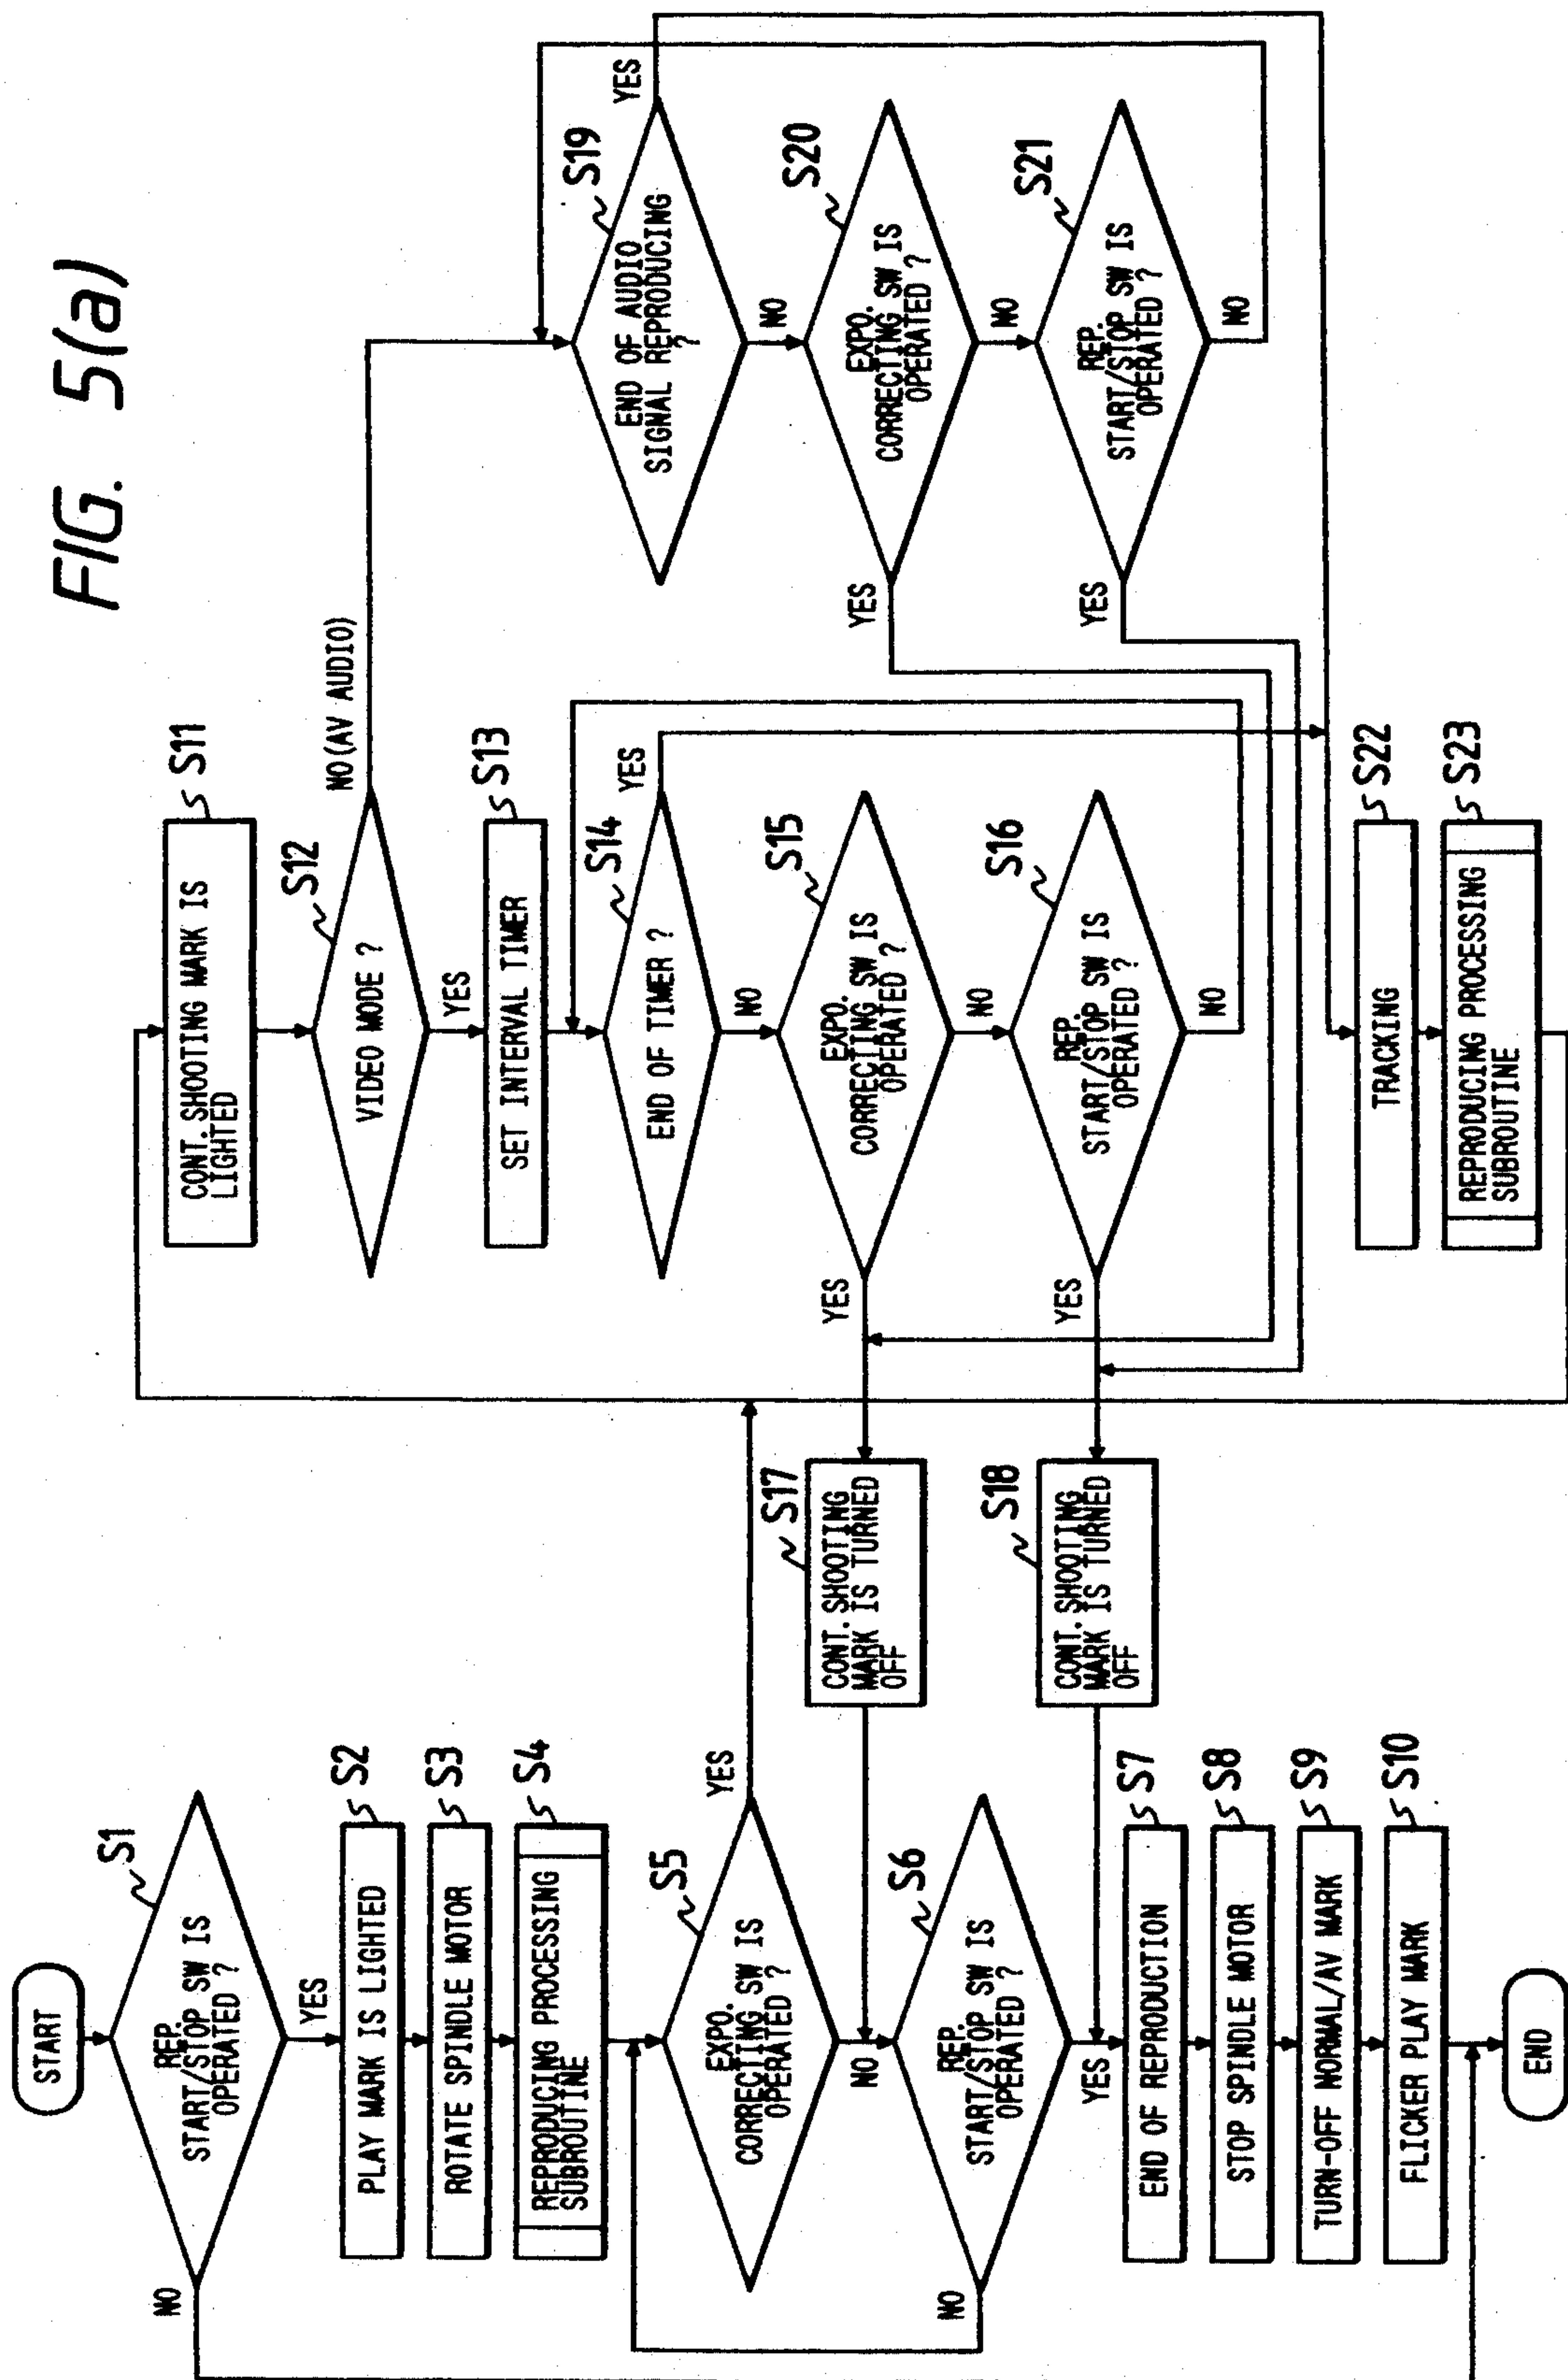 FIG. 5(a)
START
S1
REP.
START/STOP SW IS
OPERATED ?
NO
YES
S2
PLAY MARK IS LIGHTED
S3
ROTATE SPINDLE MOTOR
S4
REPRODUCING PROCESSING
SUBROUTINE
S5
EXPO.
CORRECTING SW IS
OPERATED ?
YES
NO
S6
REP.
START/STOP SW IS
OPERATED ?
NO
YES
S7
END OF REPRODUCTION
S8
STOP SPINDLE MOTOR
S9
TURN-OFF NORMAL/AV MARK
S10
FLICKER PLAY MARK
END
S17
CONT. SHOOTING
MARK IS TURNED
OFF
S18
CONT. SHOOTING
MARK IS TURNED
OFF
S11
CONT. SHOOTING MARK IS
LIGHTED
S12
VIDEO MODE ?
NO(AV AUDIO)
YES
S13
SET INTERVAL TIMER
S14
END OF TIMER ?
YES
NO
S15
EXPO.
CORRECTING SW IS
OPERATED ?
YES
NO
S16
REP.
START/STOP SW IS
OPERATED ?
YES
NO
S22
TRACKING
S23
REPRODUCING PROCESSING
SUBROUTINE
S19
END OF AUDIO
SIGNAL REPRODUCING
?
YES
NO
S20
EXPO.
CORRECTING SW IS
OPERATED ?
YES
NO
S21
REP.
START/STOP SW IS
OPERATED ?
YES
NO